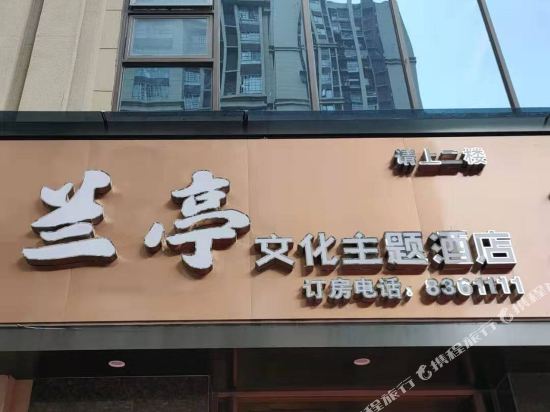 请上二楼
兰亭 文化主题酒店
订房电话：6361111
携程旅行